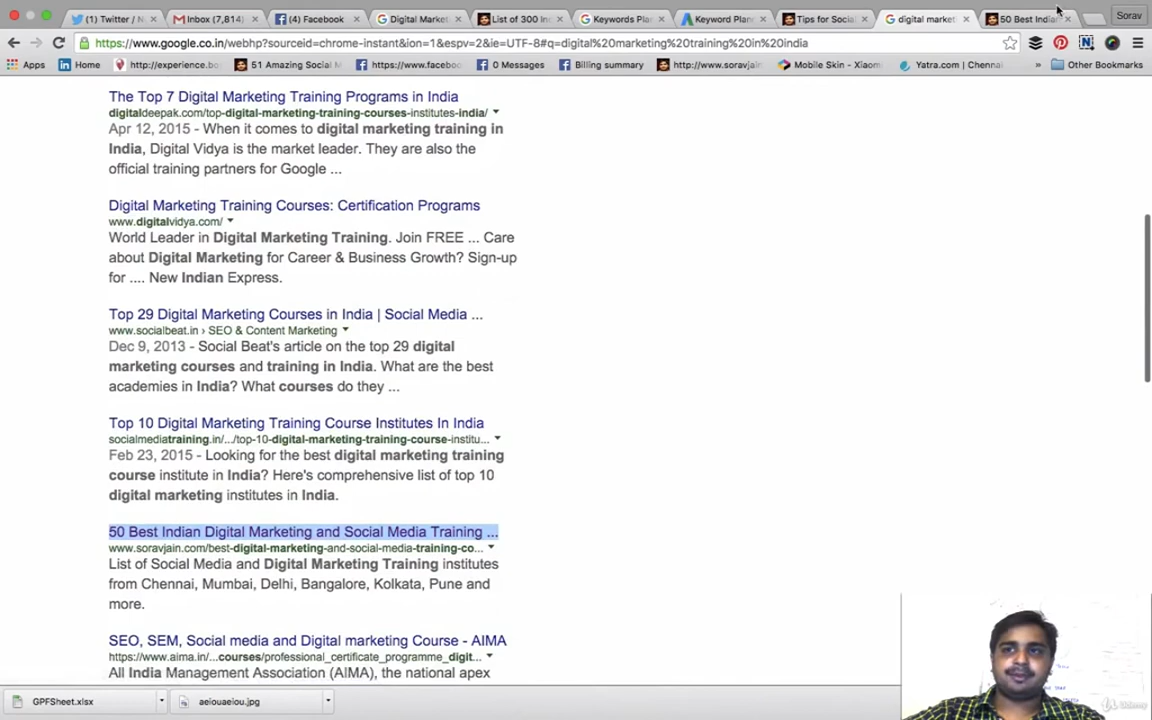 (1) Twitter / N
Inbox (7,814)
(4) Facebook
Digital Market
List of 300 In
Keywords Plan
Keyword Plan
Tips for Social
digital market
50 Best Indian
Sorav
https://www.google.co.in/webhp?sourceid=chrome-instant&ion=1&espv=2&ie=UTF-8#q=digital%20marketing%20training%20in%20india
Apps
Home
http://experience.bo
51 Amazing Social M
https://www.facebo
0 Messages
Billing summary
http://www.soravjain
Mobile Skin - Xiaom
Yatra.com | Chennai
»
Other Bookmarks
The Top 7 Digital Marketing Training Programs in India
digitaldeepak.com/top-digital-marketing-training-courses-institutes-india/
Apr 12, 2015 - When it comes to digital marketing training in
India, Digital Vidya is the market leader. They are also the
official training partners for Google ...
Digital Marketing Training Courses: Certification Programs
www.digitalvidya.com/
World Leader in Digital Marketing Training. Join FREE ... Care
about Digital Marketing for Career & Business Growth? Sign-up
for .... New Indian Express.
Top 29 Digital Marketing Courses in India | Social Media ...
www.socialbeat.in › SEO & Content Marketing
Dec 9, 2013 - Social Beat's article on the top 29 digital
marketing courses and training in India. What are the best
academies in India? What courses do they ...
Top 10 Digital Marketing Training Course Institutes In India
socialmediatraining.in/.../top-10-digital-marketing-training-course-institu...
Feb 23, 2015 - Looking for the best digital marketing training
course institute in India? Here's comprehensive list of top 10
digital marketing institutes in India.
50 Best Indian Digital Marketing and Social Media Training ...
www.soravjain.com/best-digital-marketing-and-social-media-training-co...
List of Social Media and Digital Marketing Training institutes
from Chennai, Mumbai, Delhi, Bangalore, Kolkata, Pune and
more.
SEO, SEM, Social media and Digital marketing Course - AIMA
https://www.aima.in/...courses/professional_certificate_programme_digit...
All India Management Association (AIMA), the national apex
GPFSheet.xlsx
aeiouaeiou.jpg
Udemy